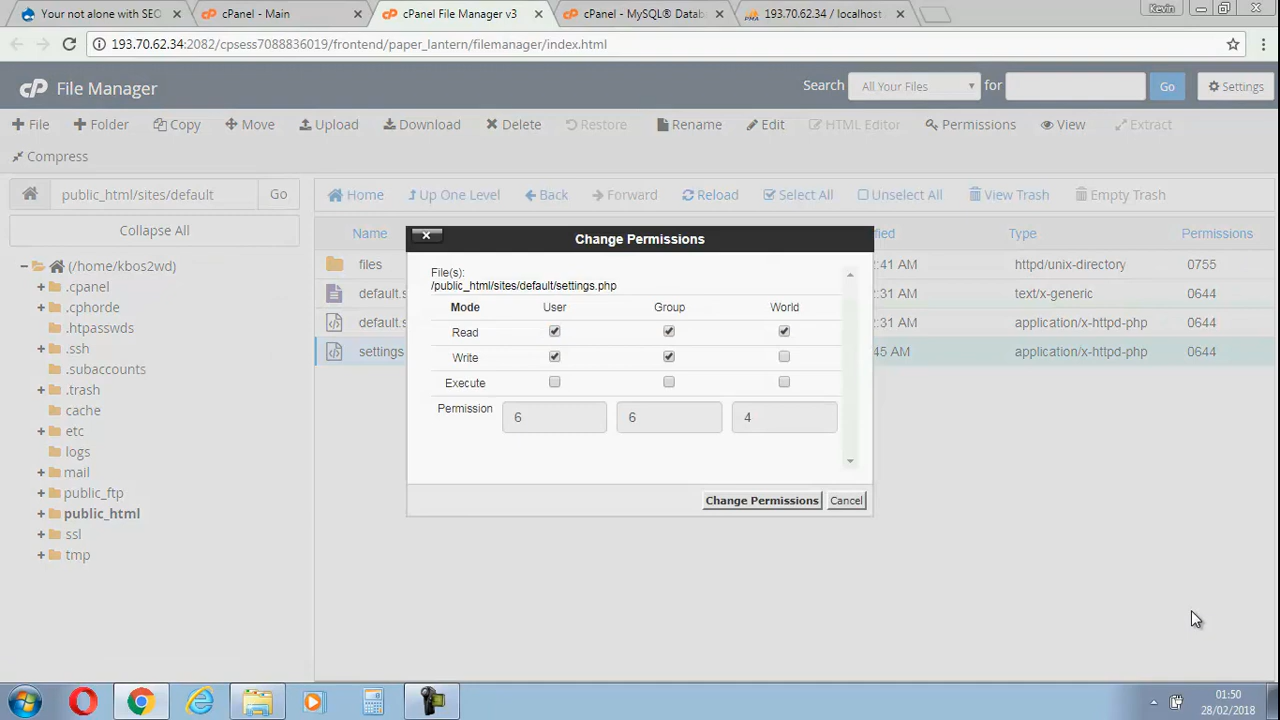 Your not alone with SEO
cPanel - Main
cPanel File Manager v3
cPanel - MySQL® Datab
193.70.62.34 / localhost
Kevin
193.70.62.34:2082/cpsess7088836019/frontend/paper_lantern/filemanager/index.html
cP File Manager
Search All Your Files for Go Settings
File Folder Copy Move Upload Download Delete Restore Rename Edit HTML Editor Permissions View Extract
Compress
public_html/sites/default Go
Home Up One Level Back Forward Reload Select All Unselect All View Trash Empty Trash
Collapse All
(/home/kbos2wd)
.cpanel
.cphorde
.htpasswds
.ssh
.subaccounts
.trash
cache
etc
logs
mail
public_ftp
public_html
ssl
tmp
Name fied Type Permissions
files 2:41 AM httpd/unix-directory 0755
default.s 2:31 AM text/x-generic 0644
default.s 2:31 AM application/x-httpd-php 0644
settings 45 AM application/x-httpd-php 0644
Change Permissions
File(s):
/public_html/sites/default/settings.php
Mode User Group World
Read
Write
Execute
Permission 6 6 4
Change Permissions Cancel
01:50
28/02/2018